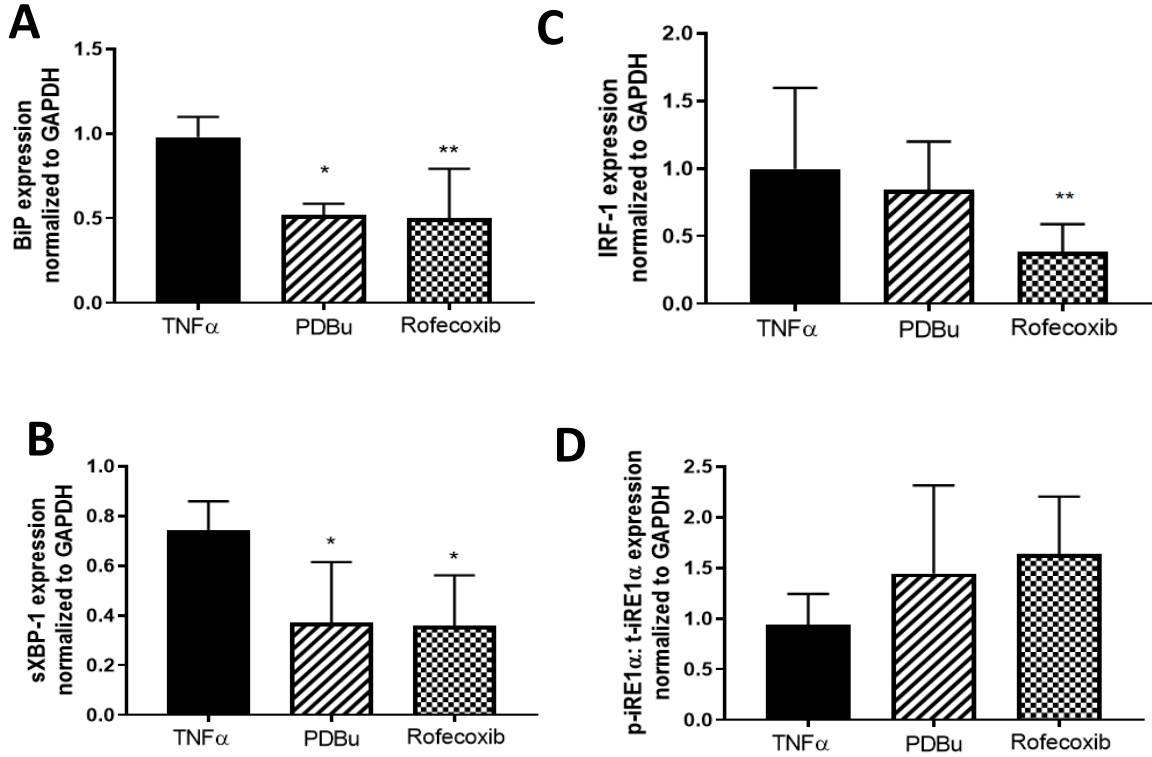 A
BiP expression
normalized to GAPDH
1.5
1.0
0.5
0.0
*
**
TNFα
PDBu
Rofecoxib
C
IRF-1 expression
normalized to GAPDH
2.0
1.5
1.0
0.5
0.0
**
TNFα
PDBu
Rofecoxib
B
sXBP-1 expression
normalized to GAPDH
1.0
0.8
0.6
0.4
0.2
0.0
*
*
TNFα
PDBu
Rofecoxib
D
p-iRE1α: t-iRE1α expression
normalized to GAPDH
2.5
2.0
1.5
1.0
0.5
0.0
TNFα
PDBu
Rofecoxib